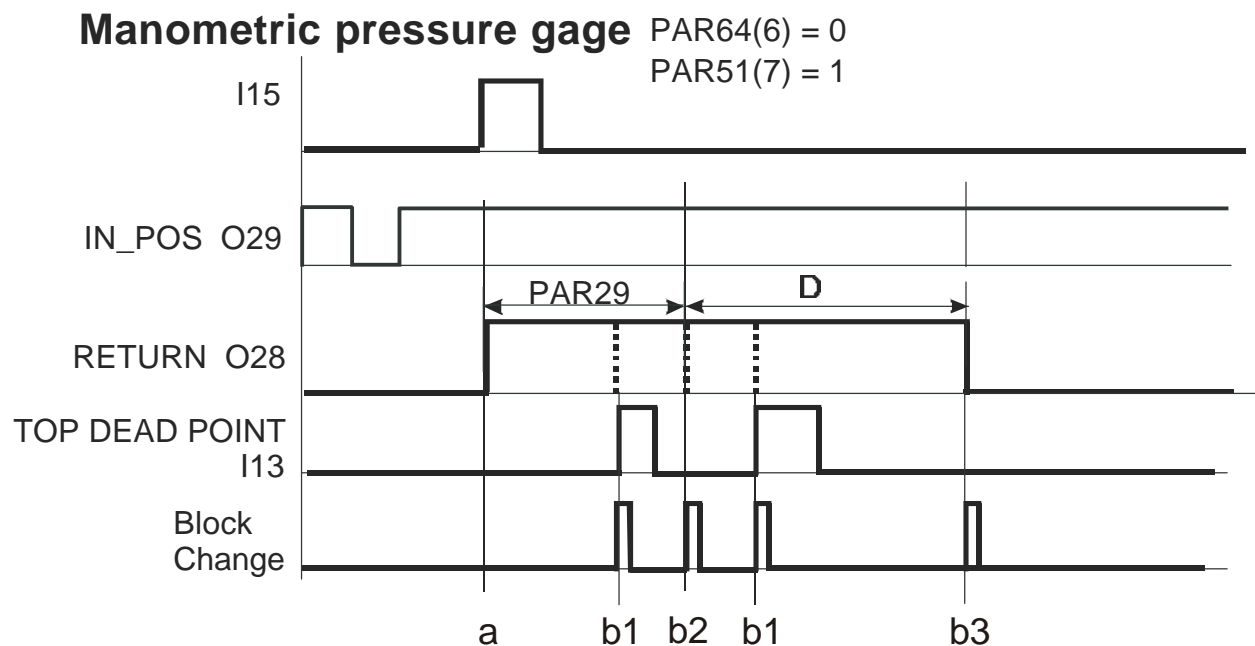 Manometric pressure gage PAR64(6) = 0
PAR51(7) = 1
I15
IN_POS O29
PAR29 D
RETURN O28
TOP DEAD POINT
I13
Block
Change
a b1 b2 b1 b3